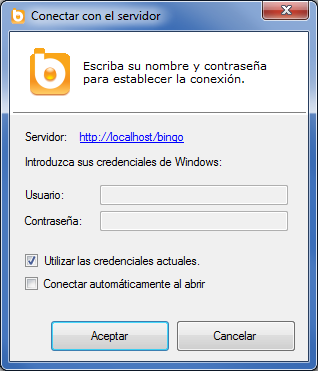 Conectar con el servidor
Escriba su nombre y contraseña
para establecer la conexión.
Servidor: http://localhost/bingo
Introduzca sus credenciales de Windows:
Usuario:
Contraseña:
Utilizar las credenciales actuales.
Conectar automáticamente al abrir
Aceptar Cancelar